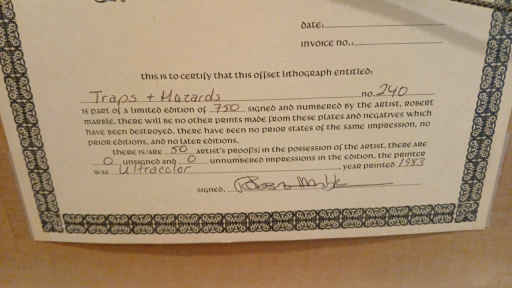 date:
invoice no.:
this is to certify that this offset lithograph entitled:
Traps + Hazards no. 240
is part of a limited edition of 750 signed and numbered by the artist, Robert
Marble. there will be no other prints made from these plates and negatives which
have been destroyed. there have been no prior states of the same impression, no
prior editions, and no later editions.
there is/are 50 artist's proof[s] in the possession of the artist, there are
0 unsigned and 0 unnumbered impressions in the edition, the printer
was Ultracolor, year printed 1983
signed,